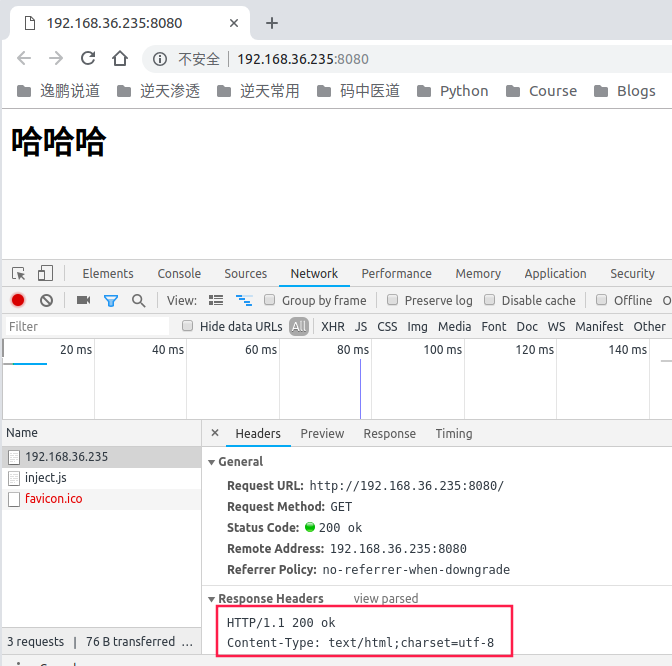 192.168.36.235:8080
不安全 192.168.36.235:8080
逸鹏说道 逆天渗透 逆天常用 码中医道 Python Course Blogs
哈哈哈
Elements Console Sources Network Performance Memory Application Security
View: Group by frame Preserve log Disable cache Offline O
Filter Hide data URLs All XHR JS CSS Img Media Font Doc WS Manifest Other
20 ms 40 ms 60 ms 80 ms 100 ms 120 ms 140 ms
Name
192.168.36.235
inject.js
favicon.ico
3 requests | 76 B transferred ...
× Headers Preview Response Timing
General
Request URL: http://192.168.36.235:8080/
Request Method: GET
Status Code: 200 ok
Remote Address: 192.168.36.235:8080
Referrer Policy: no-referrer-when-downgrade
Response Headers view parsed
HTTP/1.1 200 ok
Content-Type: text/html;charset=utf-8